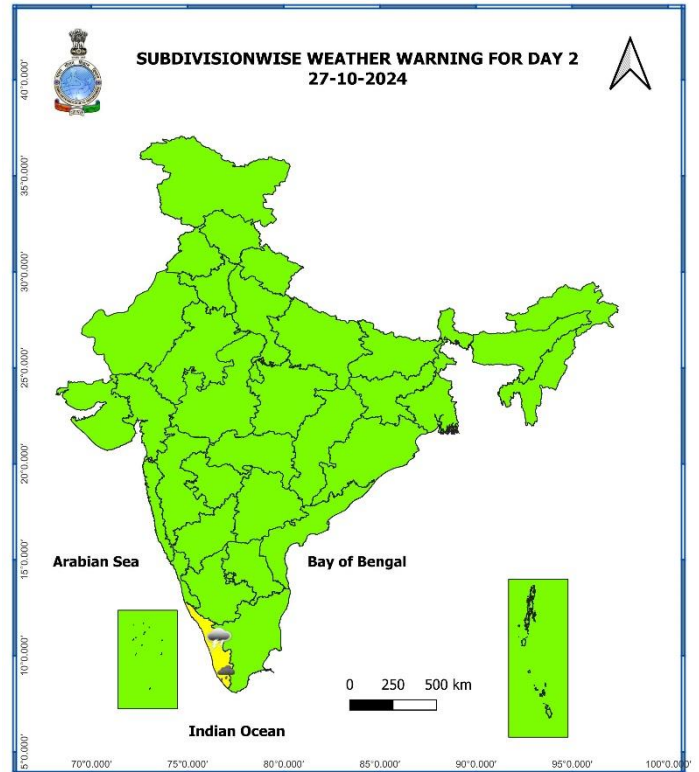 SUBDIVISIONWISE WEATHER WARNING FOR DAY 2
27-10-2024
40°0.000'
35°0.000'
30°0.000'
25°0.000'
20°0.000'
15°0.000'
10°0.000'
5°0.000'
Arabian Sea
Bay of Bengal
0 250 500 km
Indian Ocean
70°0.000' 75°0.000' 80°0.000' 85°0.000' 90°0.000' 95°0.000' 100°0.000'